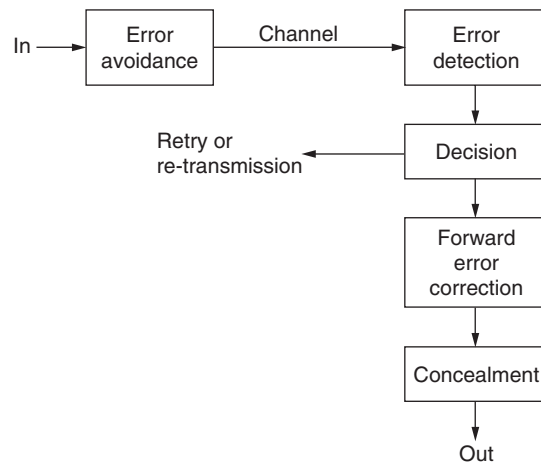 In
Error
avoidance
Channel
Error
detection
Retry or
re-transmission
Decision
Forward
error
correction
Concealment
Out